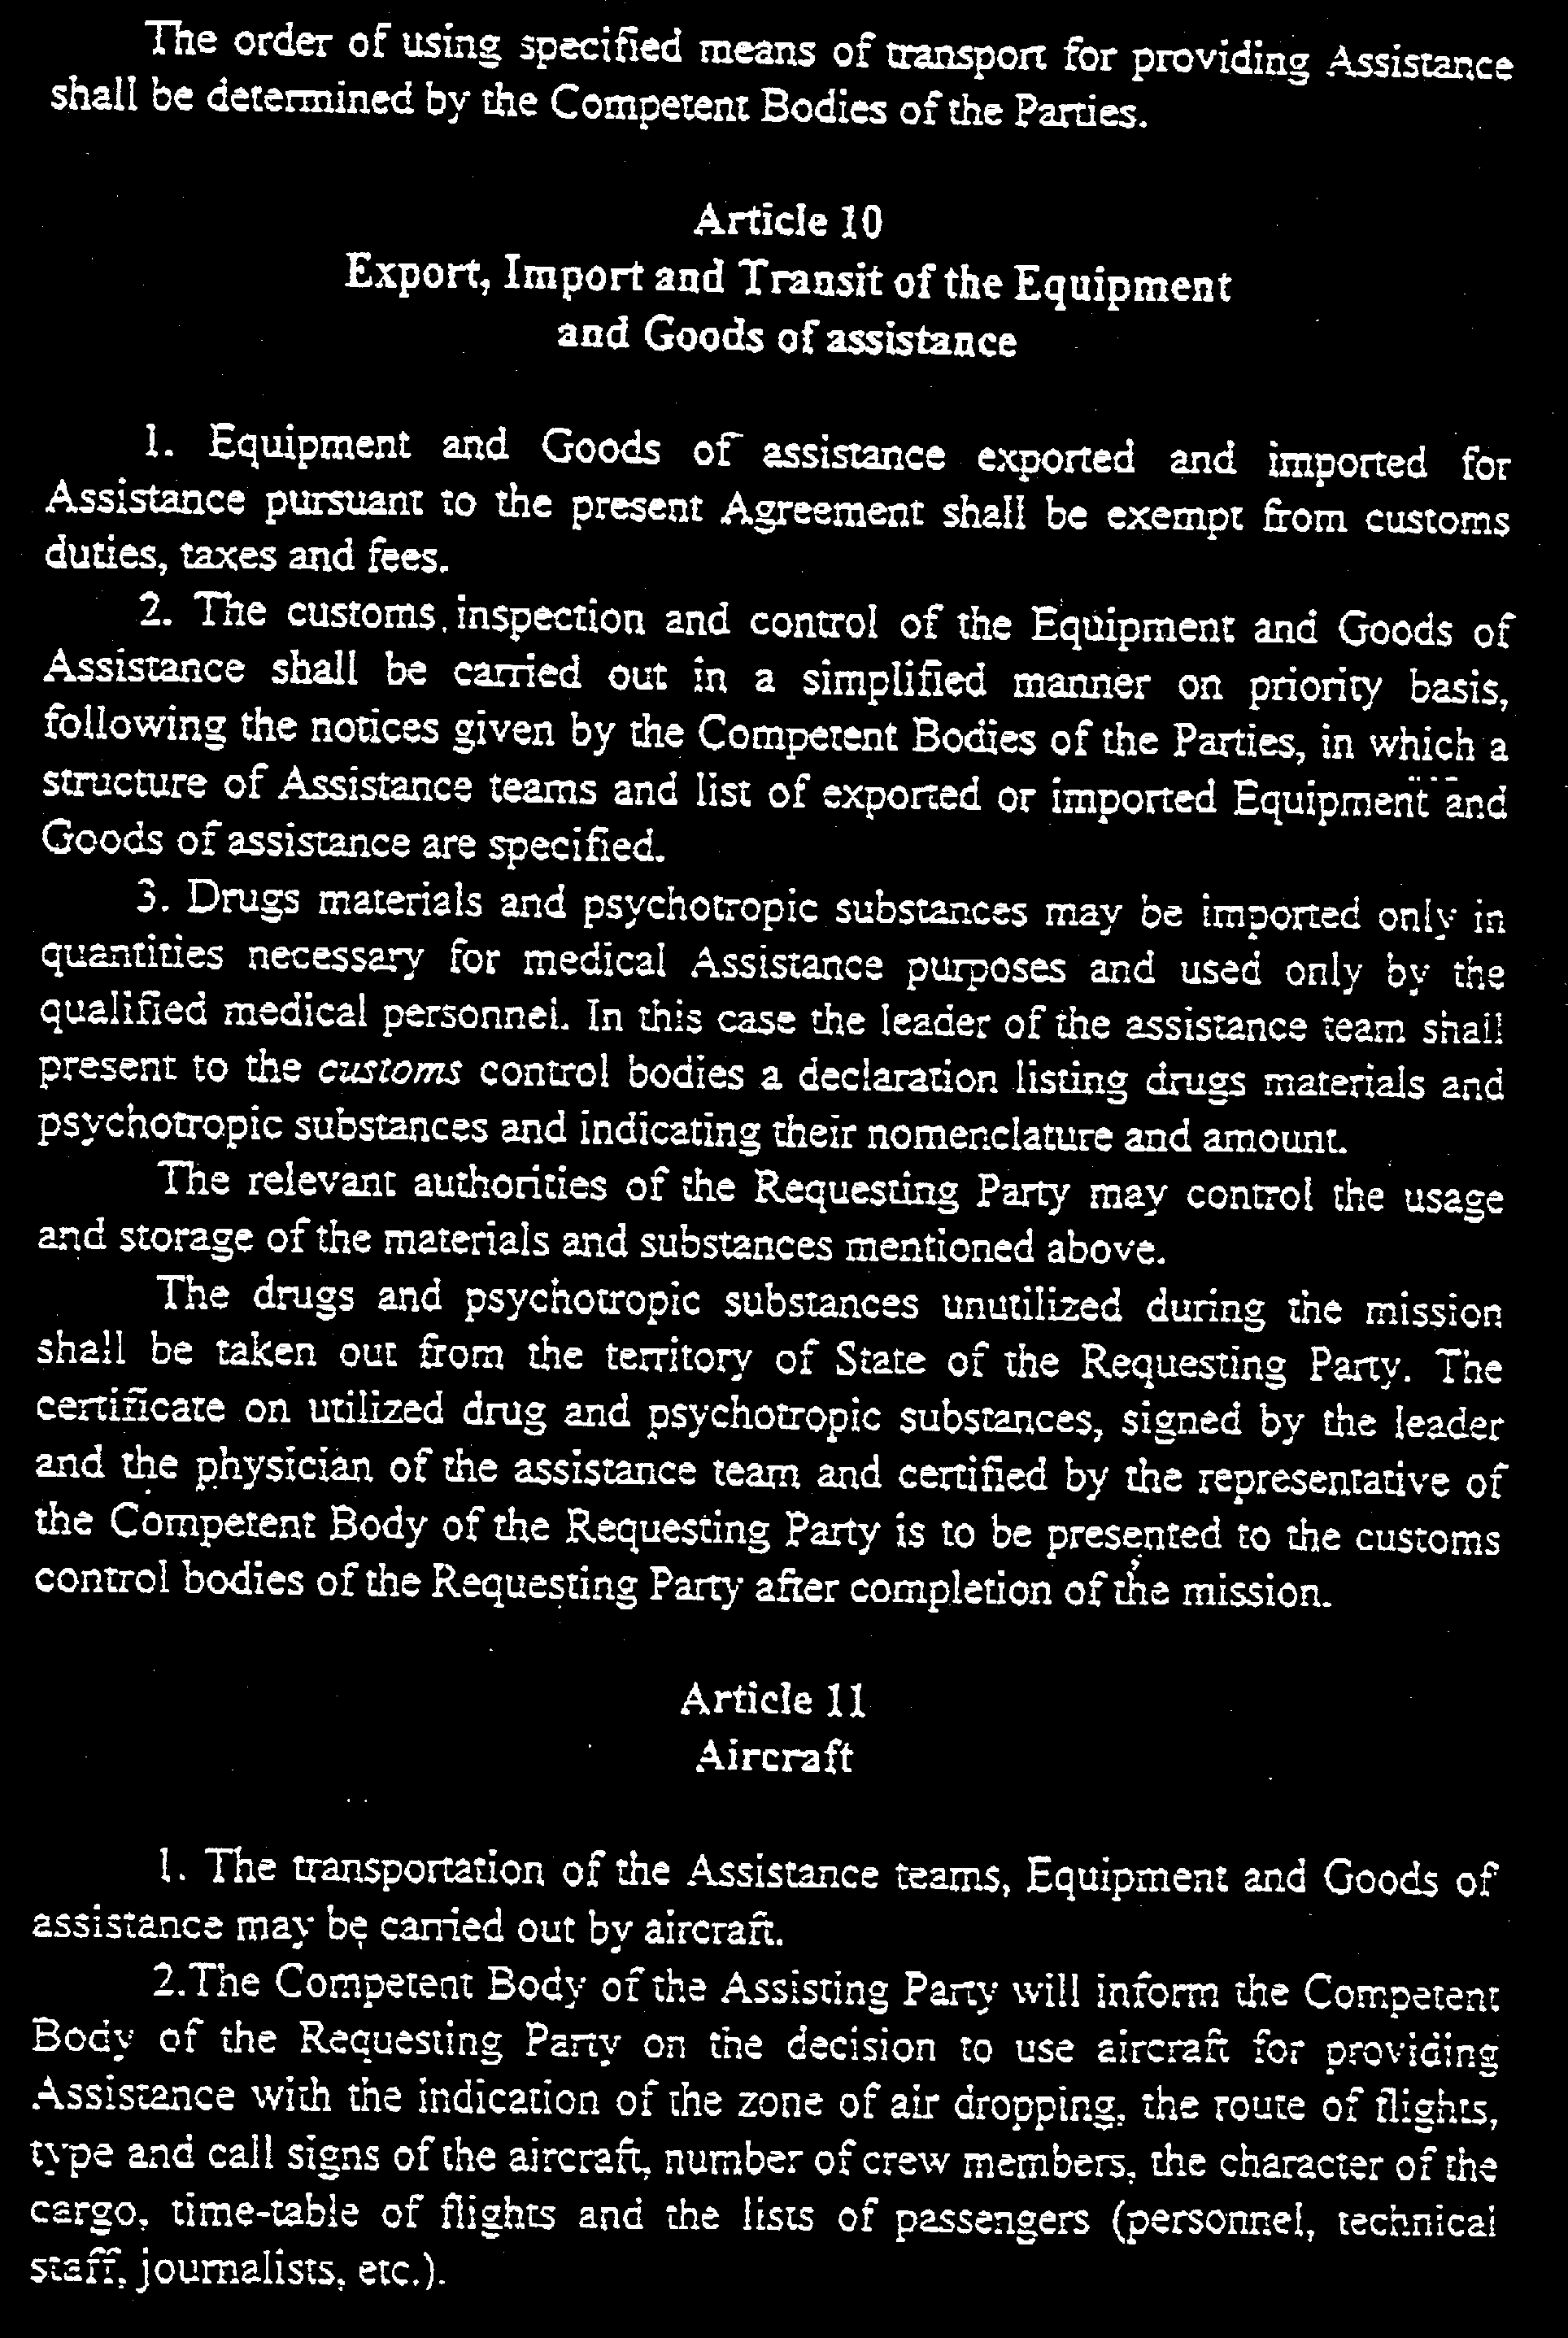 The order of using specified means of transport for providing Assistance
shall be determined by the Competent Bodies of the Parties.
Article 10
Export, Import and Transit of the Equipment
and Goods of assistance
1. Equipment and Goods of assistance exported and imported for
Assistance pursuant to the present Agreement shall be exempt from customs
duties, taxes and fees.
2. The customs inspection and control of the Equipment and Goods of
Assistance shall be carried out in a simplified manner on priority basis,
following the notices given by the Competent Bodies of the Parties, in which a
structure of Assistance teams and list of exported or imported Equipment and
Goods of assistance are specified.
3. Drugs materials and psychotropic substances may be imported only in
quantities necessary for medical Assistance purposes and used only by the
qualified medical personnel. In this case the leader of the assistance team shall
present to the customs control bodies a declaration listing drugs materials and
psychotropic substances and indicating their nomenclature and amount.
The relevant authorities of the Requesting Party may control the usage
and storage of the materials and substances mentioned above.
The drugs and psychotropic substances unutilized during the mission
shall be taken out from the territory of State of the Requesting Party. The
certificate on utilized drug and psychotropic substances, signed by the leader
and the physician of the assistance team and certified by the representative of
the Competent Body of the Requesting Party is to be presented to the customs
control bodies of the Requesting Party after completion of the mission.
Article 11
Aircraft
1. The transportation of the Assistance teams, Equipment and Goods of
assistance may be carried out by aircraft.
2.The Competent Body of the Assisting Party will inform the Competent
Body of the Requesting Party on the decision to use aircraft for providing
Assistance with the indication of the zone of air dropping, the route of flights,
type and call signs of the aircraft, number of crew members, the character of the
cargo, time-table of flights and the lists of passengers (personnel, technical
staff, journalists, etc.).